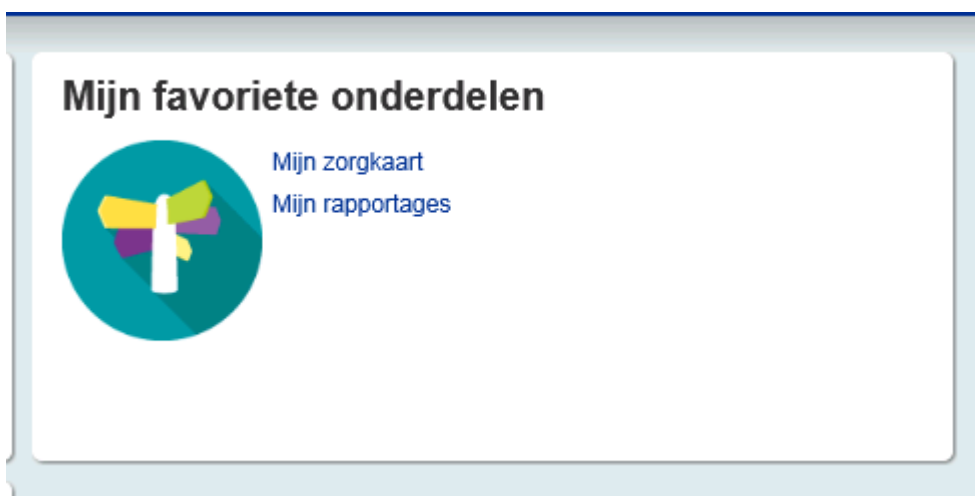 Mijn favoriete onderdelen
Mijn zorgkaart
Mijn rapportages